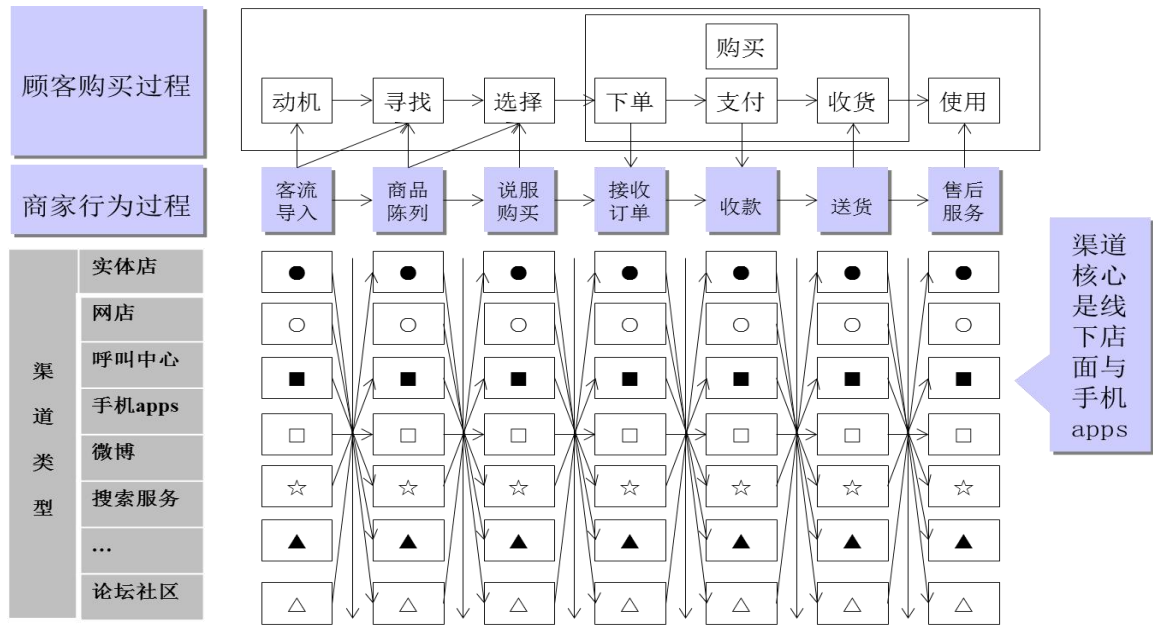 顾客购买过程
购买
动机
寻找
选择
下单
支付
收货
使用
商家行为过程
客流
导入
商品
陈列
说服
购买
接收
订单
收款
送货
售后
服务
渠道类型
实体店
网店
呼叫中心
手机apps
微博
搜索服务
...
论坛社区
渠道
核心
是线
下店
面与
手机
apps